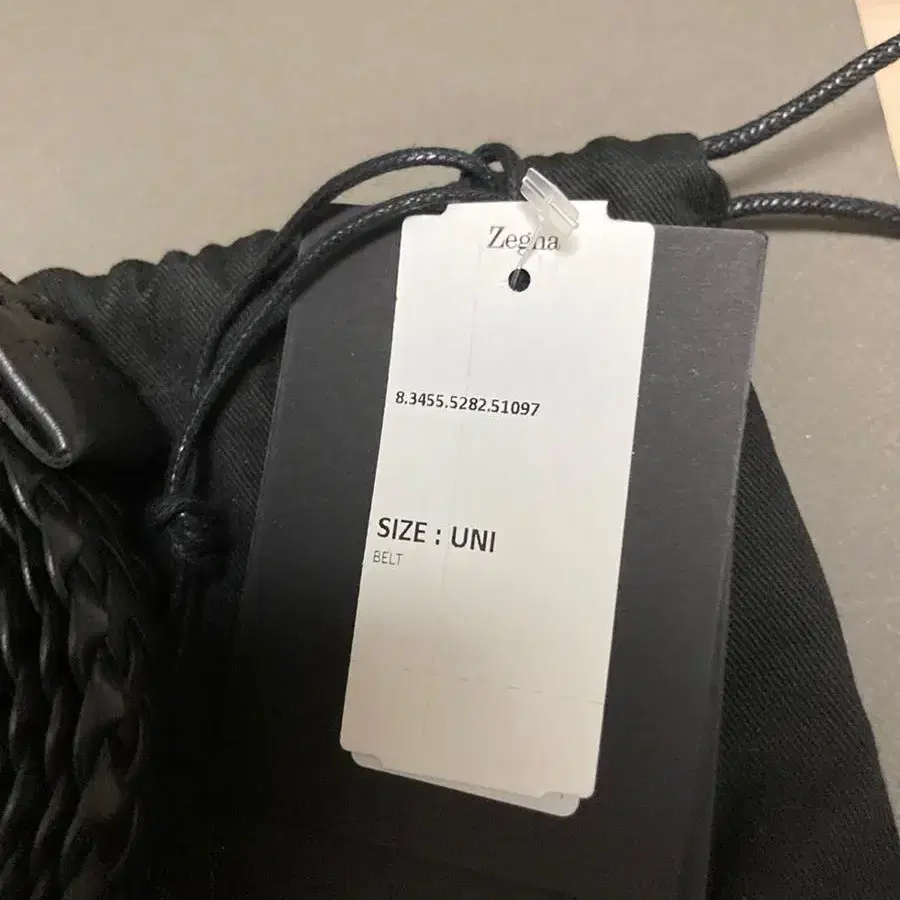 Zegna
8.3455.5282.51097
SIZE : UNI
BELT